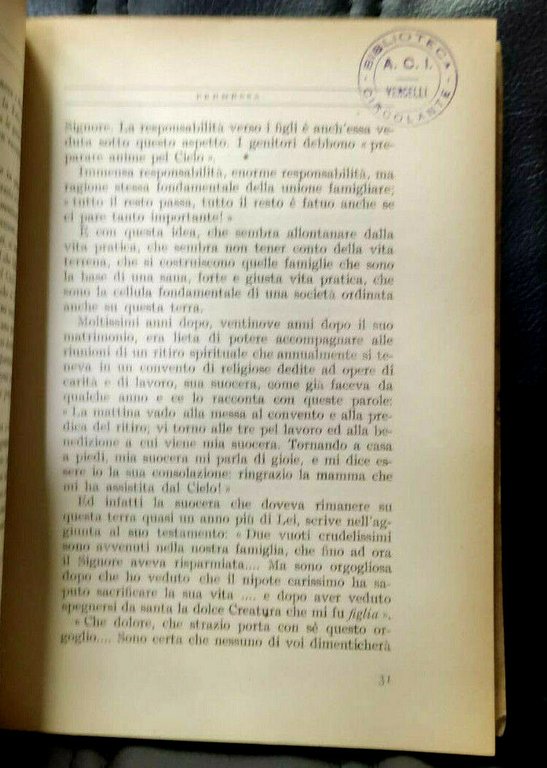 BIBLIOTECA
A. C. I.
VERCELLI
CIRCOLANTE
PREMESSA
Signore. La responsabilità verso i figli è anch'essa ve-
duta sotto questo aspetto. I genitori debbono « pre-
parare anime pel Cielo ».
Immensa responsabilità, enorme responsabilità, ma
ragione stessa fondamentale della unione famigliare;
« tutto il resto passa, tutto il resto è fatuo anche se
ci pare tanto importante! »
È con questa idea, che sembra allontanare dalla
vita pratica, che sembra non tener conto della vita
terrena, che si costruiscono quelle famiglie che sono
la base di una sana, forte e giusta vita pratica, che
sono la cellula fondamentale di una società ordinata
anche su questa terra.
Moltissimi anni dopo, ventinove anni dopo il suo
matrimonio, era lieta di potere accompagnare alle
riunioni di un ritiro spirituale che annualmente si te-
neva in un convento di religiose dedite ad opere di
carità e di lavoro, sua suocera, come già faceva da
qualche anno e ce lo racconta con queste parole:
« La mattina vado alla messa al convento e alla pre-
dica del ritiro; vi torno alle tre pel lavoro ed alla be-
nedizione a cui viene mia suocera. Tornando a casa
a piedi, mia suocera mi parla di gioie, e mi dice es-
sere io la sua consolazione: ringrazio la mamma che
mi ha assistita dal Cielo! »
Ed infatti la suocera che doveva rimanere su
questa terra quasi un anno più di Lei, scrive nell'ag-
giunta al suo testamento: « Due vuoti crudelissimi
sono avvenuti nella nostra famiglia, che fino ad ora
il Signore aveva risparmiata.... Ma sono orgogliosa
dopo che ho veduto che il nipote carissimo ha sa-
puto sacrificare la sua vita .... e dopo aver veduto
spegnersi da santa la dolce Creatura che mi fu figlia ».
« Che dolore, che strazio porta con sè questo or-
goglio.... Sono certa che nessuno di voi dimenticherà
31